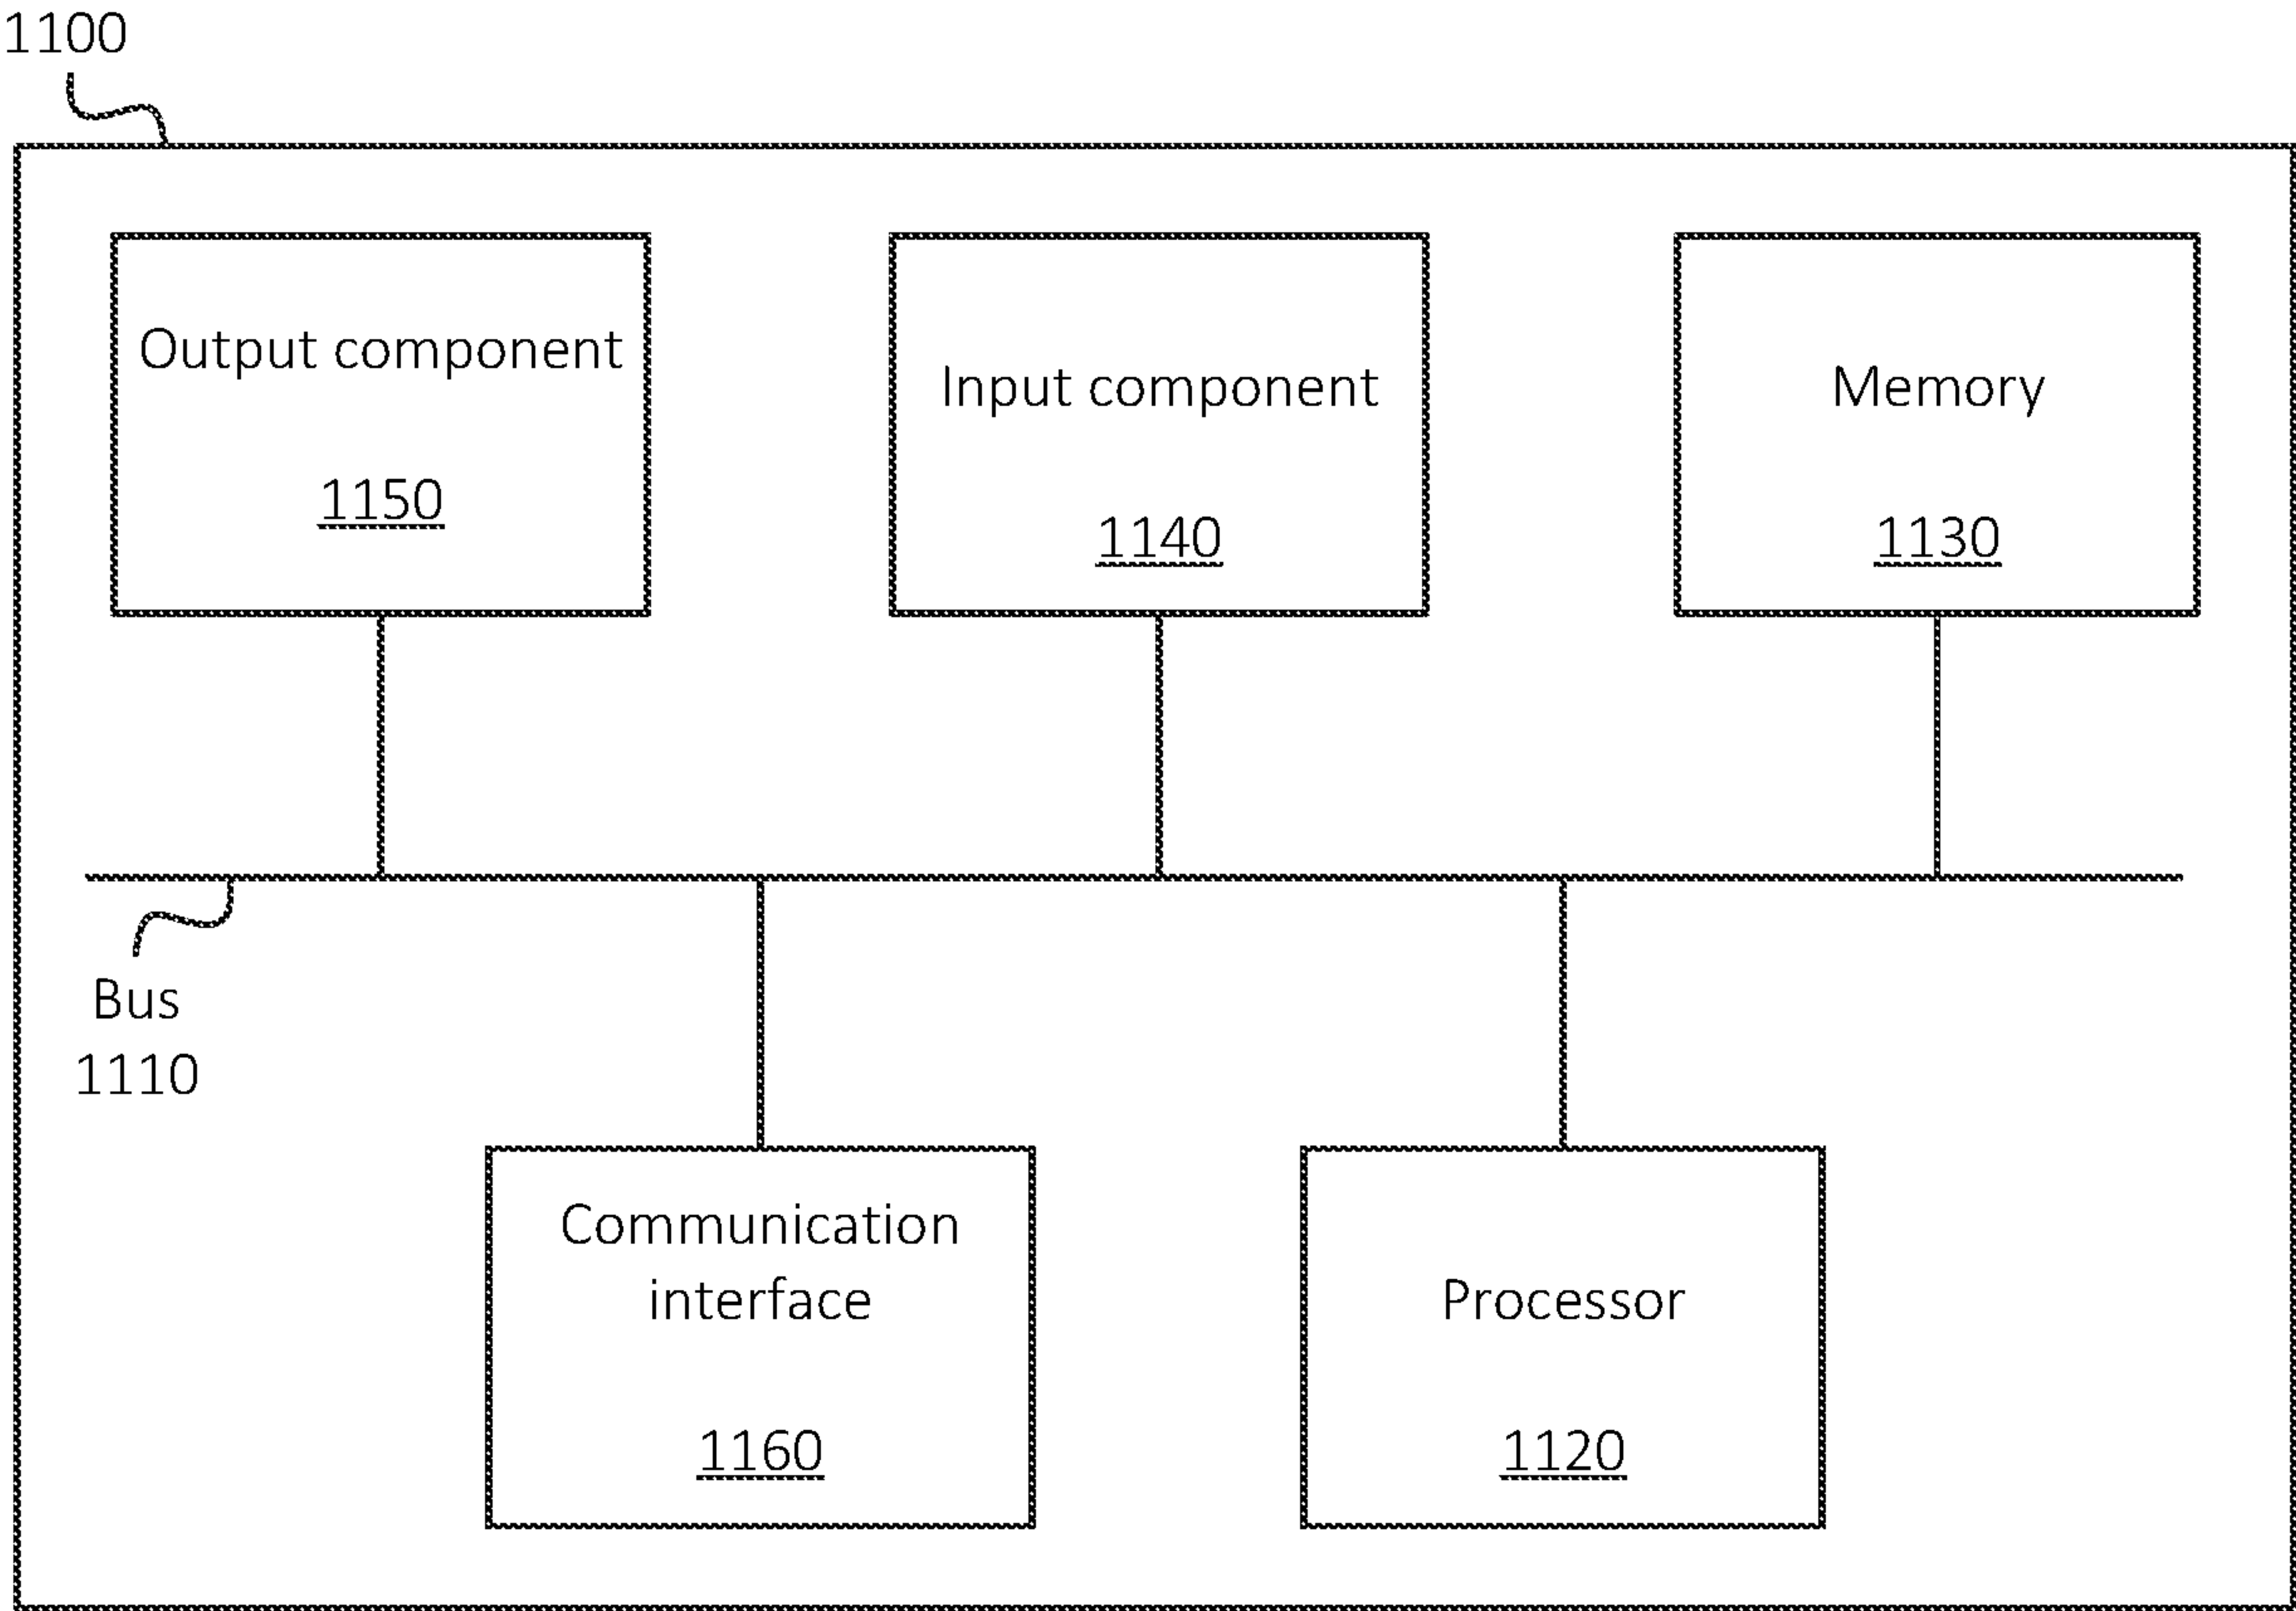 1100
Output component
1150
Input component
1140
Memory
1130
Bus
1110
Communication
interface
1160
Processor
1120